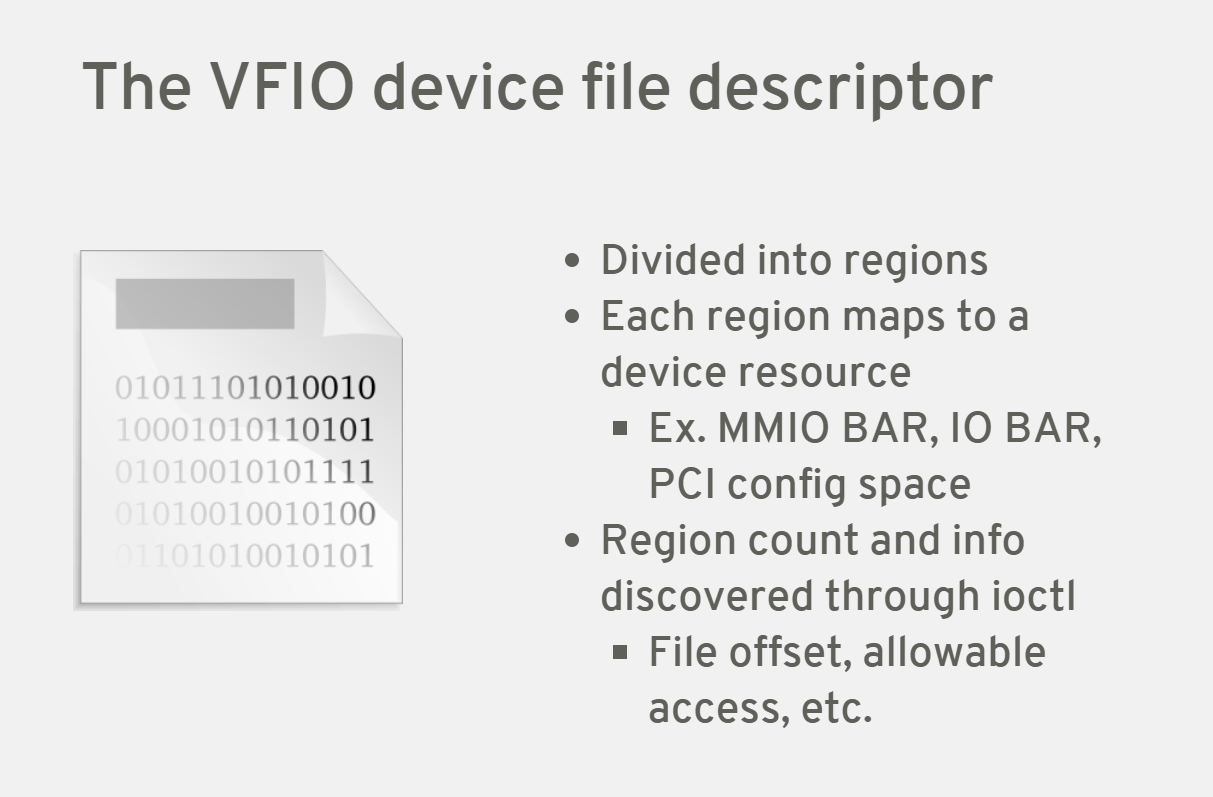 The VFIO device file descriptor
01011101010010
10001010110101
01010010101111
01010010010100
01101010010101
• Divided into regions
• Each region maps to a
device resource
▪ Ex. MMIO BAR, IO BAR,
PCI config space
• Region count and info
discovered through ioctl
▪ File offset, allowable
access, etc.